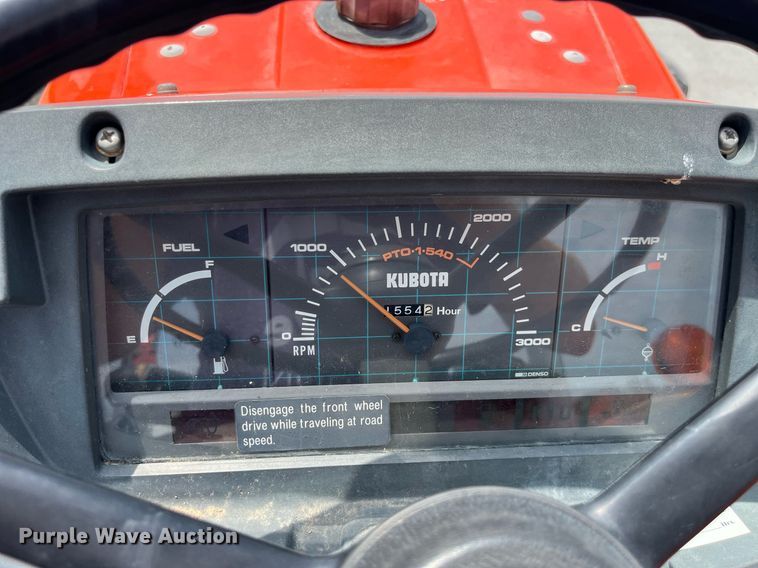 FUEL
F
E
1000
2000
PTO·1·540
KUBOTA
5542 Hour
0
RPM
3000
DENSO
TEMP
H
C
Disengage the front wheel
drive while traveling at road
speed.
Purple Wave Auction